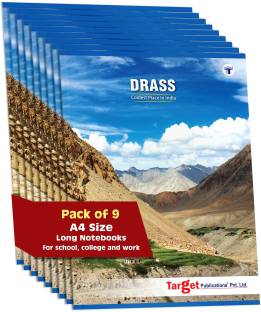 DRASS
Coldest Place in India
Pack of 9
A4 Size
Long Notebooks
for school, college and work
Target Publications® Pvt. Ltd.